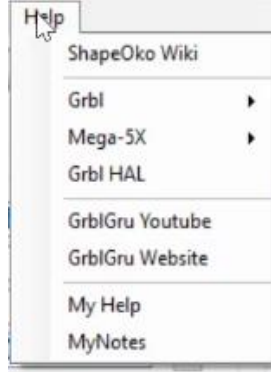 Help
ShapeOko Wiki
Grbl
Mega-5X
Grbl HAL
GrblGru Youtube
GrblGru Website
My Help
MyNotes